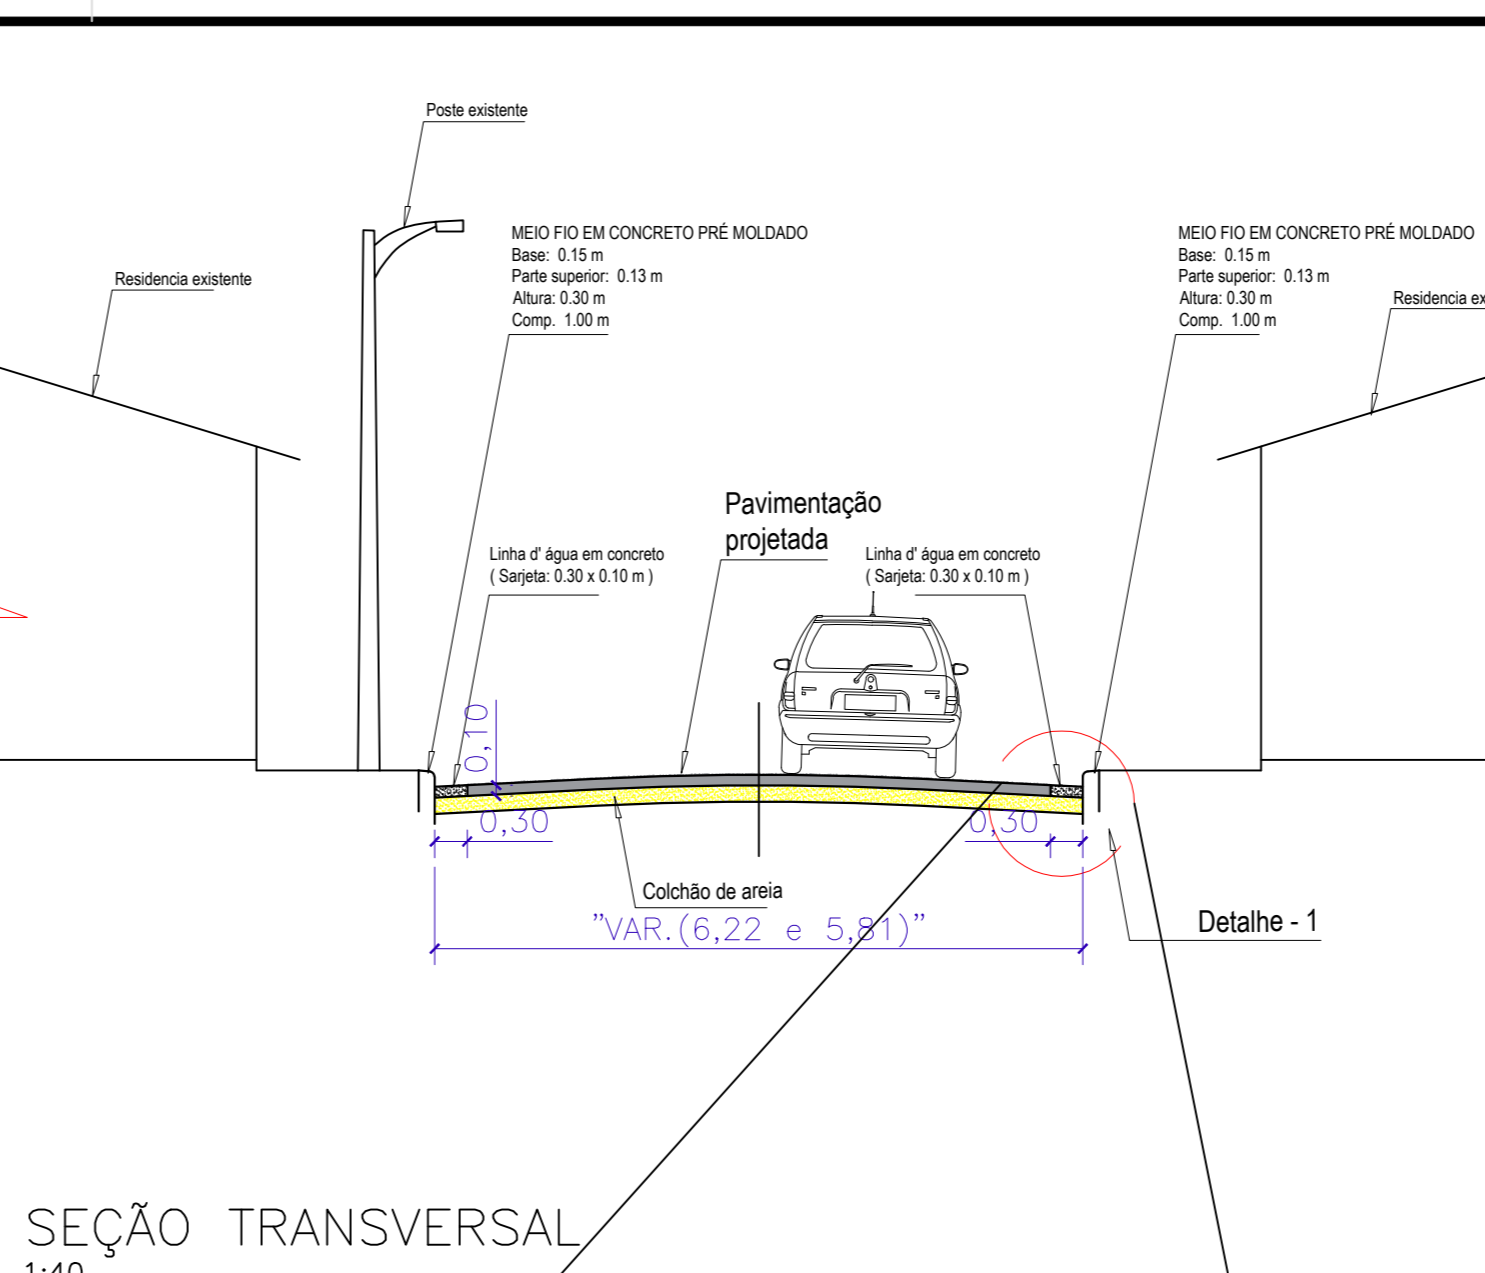 Poste existente
MEIO FIO EM CONCRETO PRÉ MOLDADO
Base: 0.15 m
Parte superior: 0.13 m
Altura: 0.30 m
Comp. 1.00 m
MEIO FIO EM CONCRETO PRÉ MOLDADO
Base: 0.15 m
Parte superior: 0.13 m
Altura: 0.30 m
Comp. 1.00 m
Residencia existente
Residencia ex
Pavimentação
projetada
Linha d' água em concreto
( Sarjeta: 0.30 x 0.10 m )
Linha d' água em concreto
( Sarjeta: 0.30 x 0.10 m )
0,10
0,30
0,30
Colchão de areia
"VAR.(6,22 e 5,81)"
Detalhe - 1
SEÇÃO TRANSVERSAL
1:40